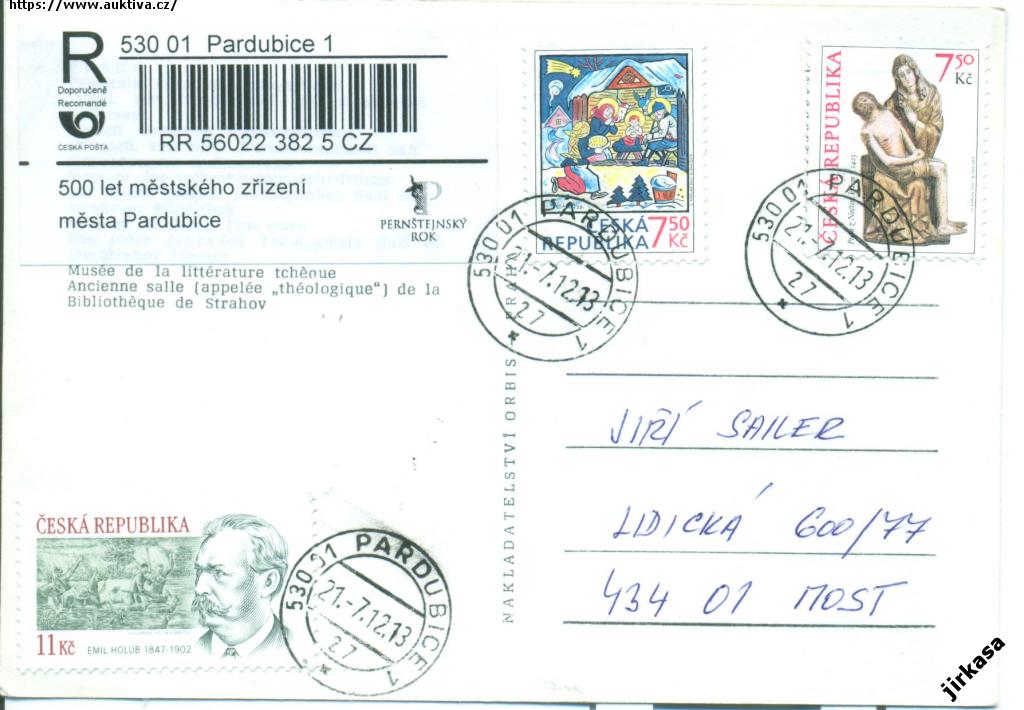 https://www.auktiva.cz/
R
Doporučeně
Recomandé
ČESKÁ POŠTA
530 01 Pardubice 1
RR 56022 382 5 CZ
500 let městského zřízení
města Pardubice
PERNŠTEJNSKÝ
ROK
Musée de la littérature tchèque
Ancienne salle (appelée „théologique“) de la
Bibliothèque de Strahov
ČESKÁ
REPUBLIKA
7,50
Kč
ČESKÁ REPUBLIKA
7,50
Kč
530 01 PARDUBICE 1
21.-7.12.13
27
*
530 01 PARDUBICE 1
21.-7.12.13
27
*
NAKLADATELSTVÍ ORBIS PRAHA
JIŘÍ SAILER
LIDICKÁ 600/77
434 01 MOST
ČESKÁ REPUBLIKA
11 Kč
EMIL HOLUB 1847-1902
530 01 PARDUBICE 1
21.-7.12.13
27
*
jirkasa